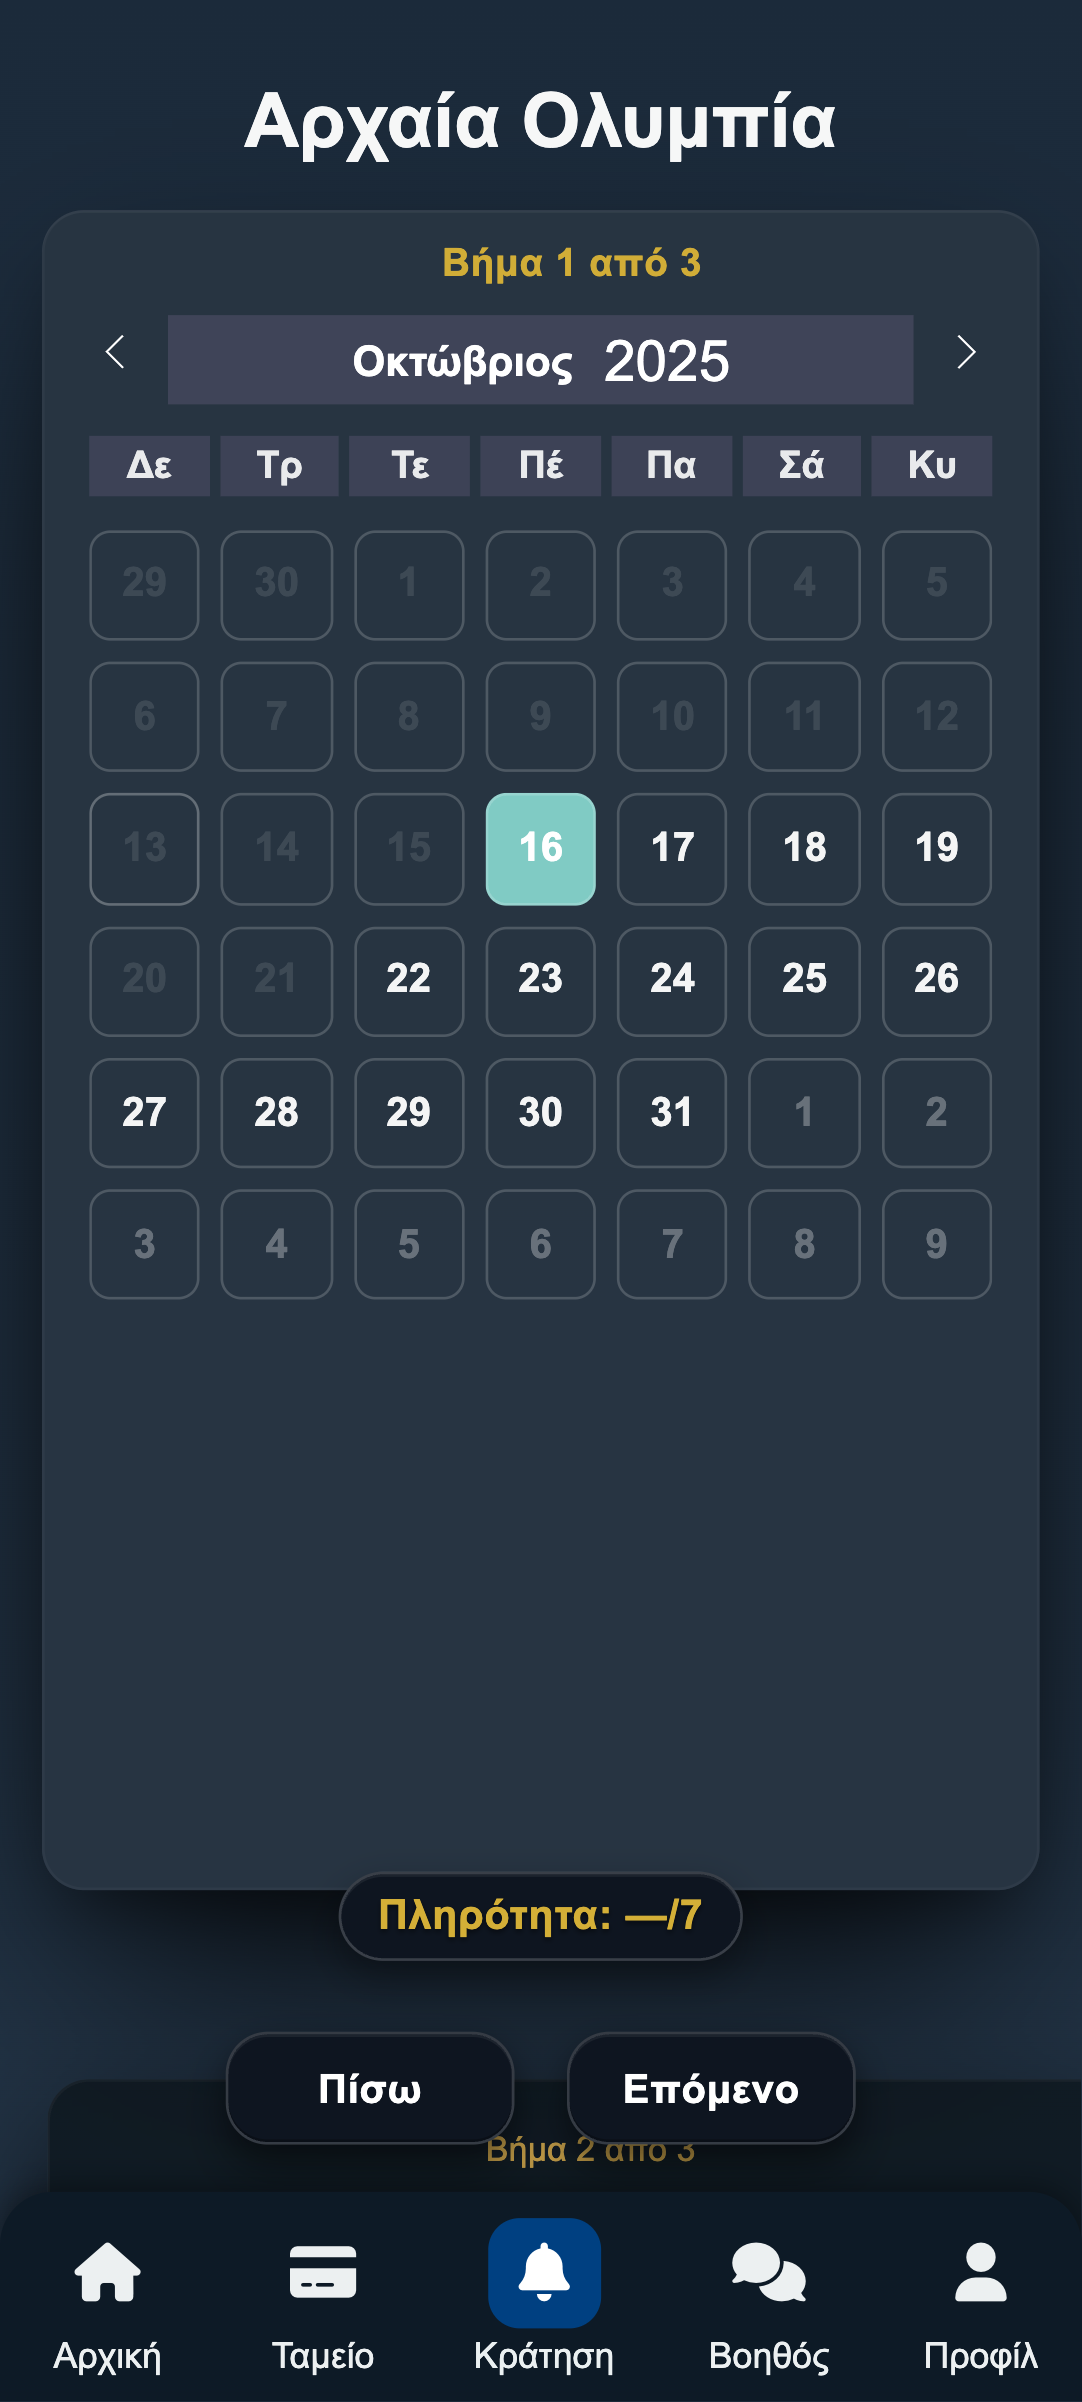 Αρχαία Ολυμπία
Βήμα 1 από 3
Οκτώβριος 2025
Δε Τρ Τε Πέ Πα Σά Κυ
29 30 1 2 3 4 5
6 7 8 9 10 11 12
13 14 15 16 17 18 19
20 21 22 23 24 25 26
27 28 29 30 31 1 2
3 4 5 6 7 8 9
Πληρότητα: —/7
Πίσω Επόμενο
Βήμα 2 από 3
Αρχική Ταμείο Κράτηση Βοηθός Προφίλ